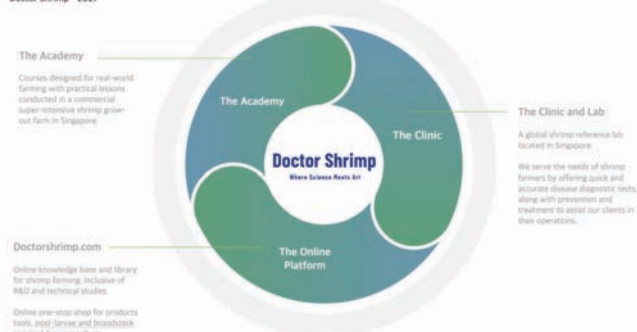 The Academy
Courses designed for real-world
farming with practical lessons
conducted in a commercial
super-intensive shrimp grow-
out farm in Singapore.
The Academy
The Clinic
The Clinic and Lab
A global shrimp reference lab
located in Singapore.
We serve the needs of shrimp
farmers by offering quick and
accurate disease diagnostic tests,
along with prevention and
treatment to assist our clients in
their operations.
Doctor Shrimp
Where Science Meets Art
The Online
Platform
Doctorshrimp.com
Online knowledge base and library
for shrimp farming. Inclusive of
R&D and technical studies.
Online one-stop shop for products
tools, post-larvae and broodstock